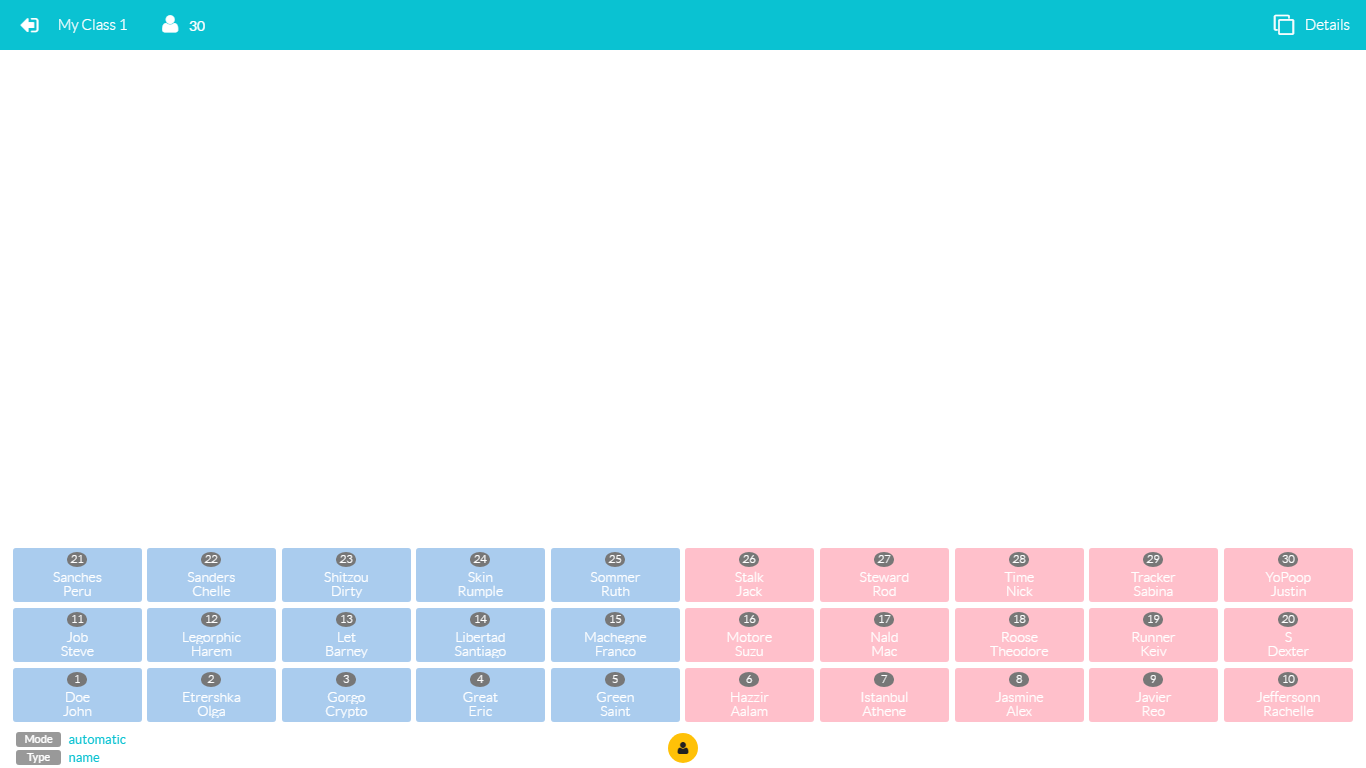 My Class 1 30 Details
21 22 23 24 25 26 27 28 29 30
Sanches Sanders Shitzou Skin Sommer Stalk Steward Time Tracker YoPoop
Peru Chelle Dirty Rumple Ruth Jack Rod Nick Sabina Justin
11 12 13 14 15 16 17 18 19 20
Job Legorphic Let Libertad Machegne Motore Nald Roose Runner S
Steve Harem Barney Santiago Franco Suzu Mac Theodore Keiv Dexter
1 2 3 4 5 6 7 8 9 10
Doe Etrershka Gorgo Great Green Hazzir Istanbul Jasmine Javier Jeffersonn
John Olga Crypto Eric Saint Aalam Athene Alex Reo Rachelle
Mode automatic
Type name